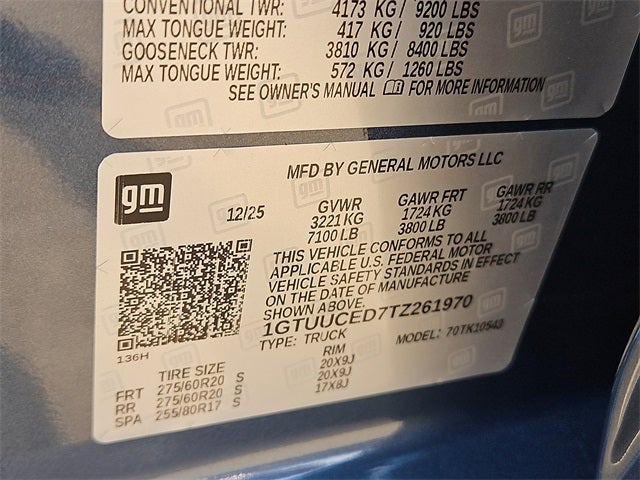 CONVENTIONAL TWR: 4173 KG/ 9200 LBS
MAX TONGUE WEIGHT: 417 KG/ 920 LBS
GOOSENECK TWR: 3810 KG/ 8400 LBS
MAX TONGUE WEIGHT: 572 KG/ 1260 LBS
SEE OWNER'S MANUAL FOR MORE INFORMATION
gm
MFD BY GENERAL MOTORS LLC
12/25
GVWR GAWR FRT GAWR RR
3221 KG 1724 KG 1724 KG
7100 LB 3800 LB 3800 LB
THIS VEHICLE CONFORMS TO ALL
APPLICABLE U.S. FEDERAL MOTOR
VEHICLE SAFETY STANDARDS IN EFFECT
ON THE DATE OF MANUFACTURE
SHOWN ABOVE.
1GTUUCED7TZ261970
TYPE: TRUCK MODEL: 70TK10543
136H
TIRE SIZE RIM
FRT 275/60R20 S 20X9J
RR 275/60R20 S 20X9J
SPA 255/80R17 S 17X8J